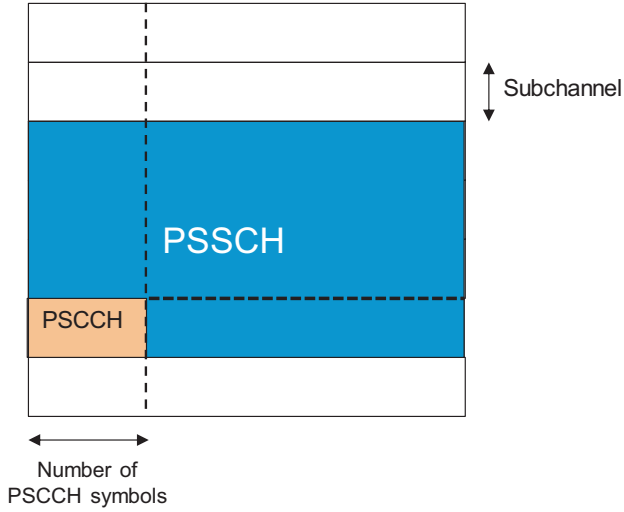 Subchannel
PSSCH
PSCCH
Number of
PSCCH symbols